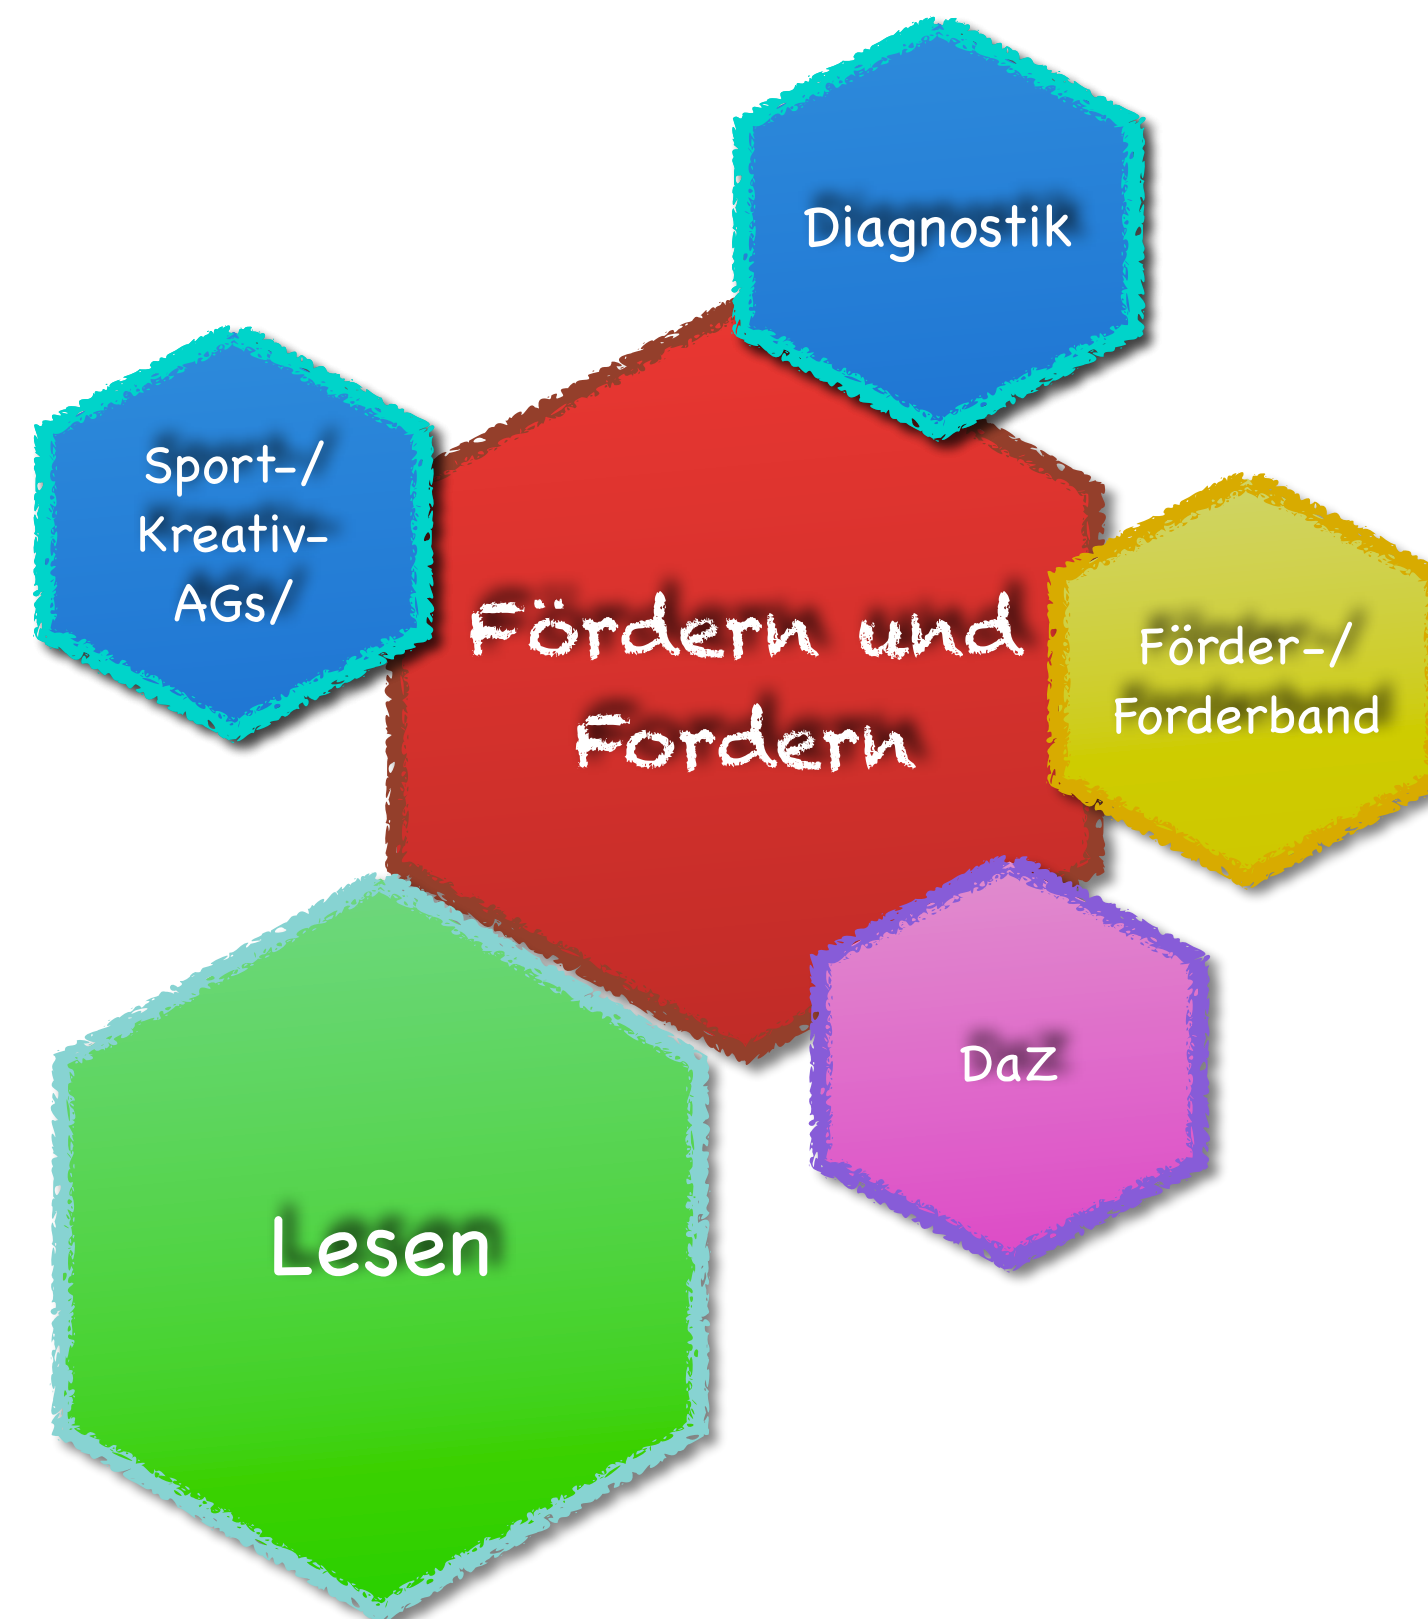 Diagnostik
Sport-/
Kreativ-
AGs/
Fördern und
Fordern
Förder-/
Forderband
DaZ
Lesen